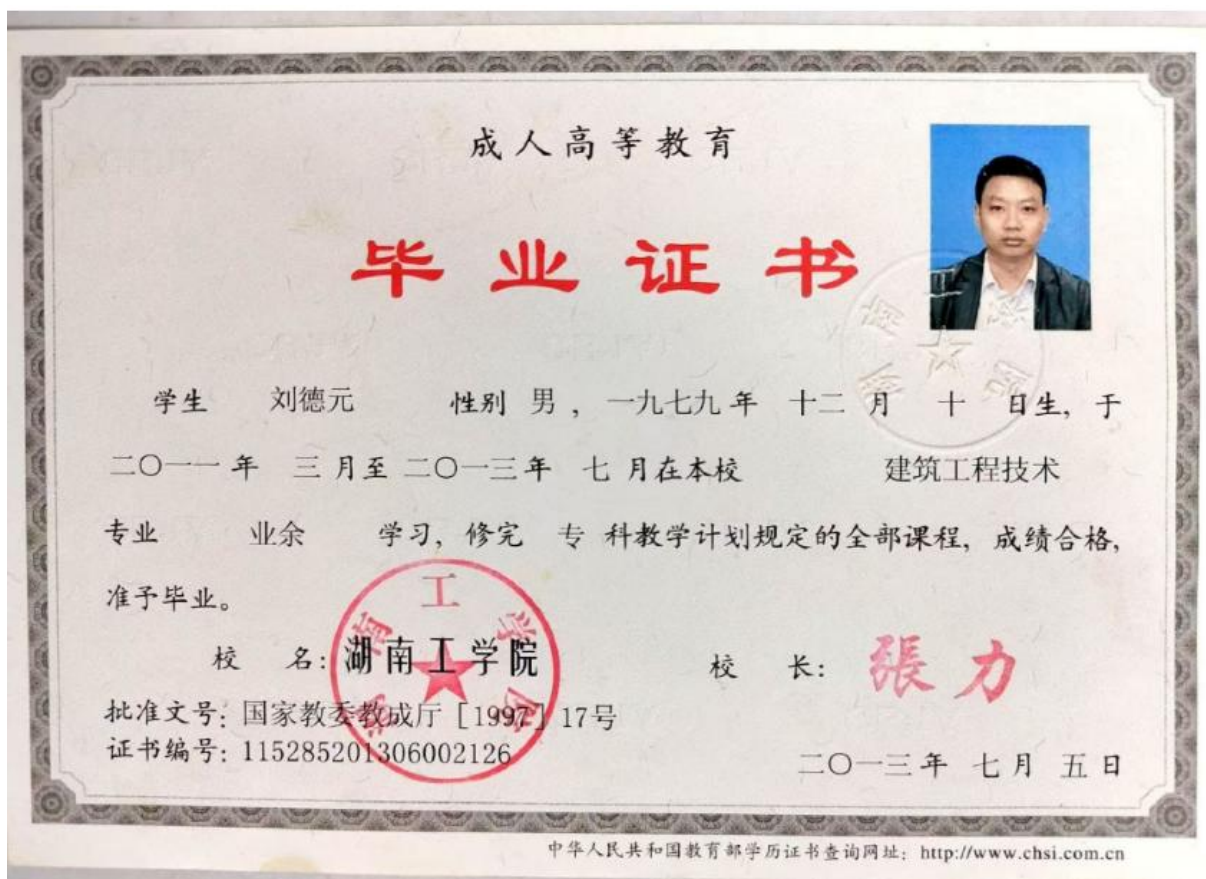 成人高等教育
毕业证书
学生 刘德元 性别 男 ，一九七九 年 十二 月 十 日生，于
二〇一一 年 三 月至 二〇一三 年 七 月在本校 建筑工程技术
专业 业余 学习，修完 专 科教学计划规定的全部课程，成绩合格，
准予毕业。
湖南工学院
校 名：湖南工学院 校 长：張力
批准文号：国家教委教成厅［1997］17号
证书编号：115285201306002126
二〇一三年 七月 五日
中华人民共和国教育部学历证书查询网址：http://www.chsi.com.cn